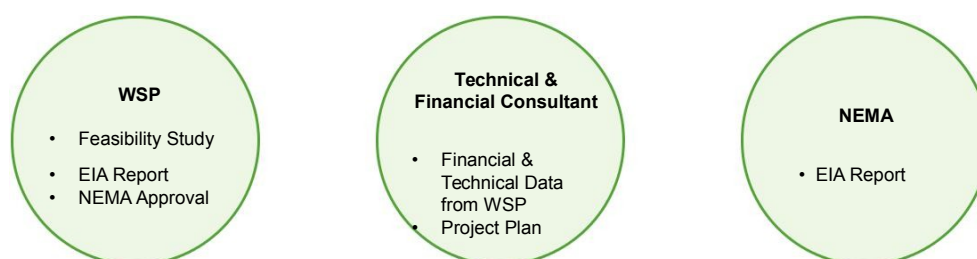 WSP
• Feasibility Study
• EIA Report
• NEMA Approval
Technical &
Financial Consultant
• Financial &
Technical Data
from WSP
• Project Plan
NEMA
• EIA Report